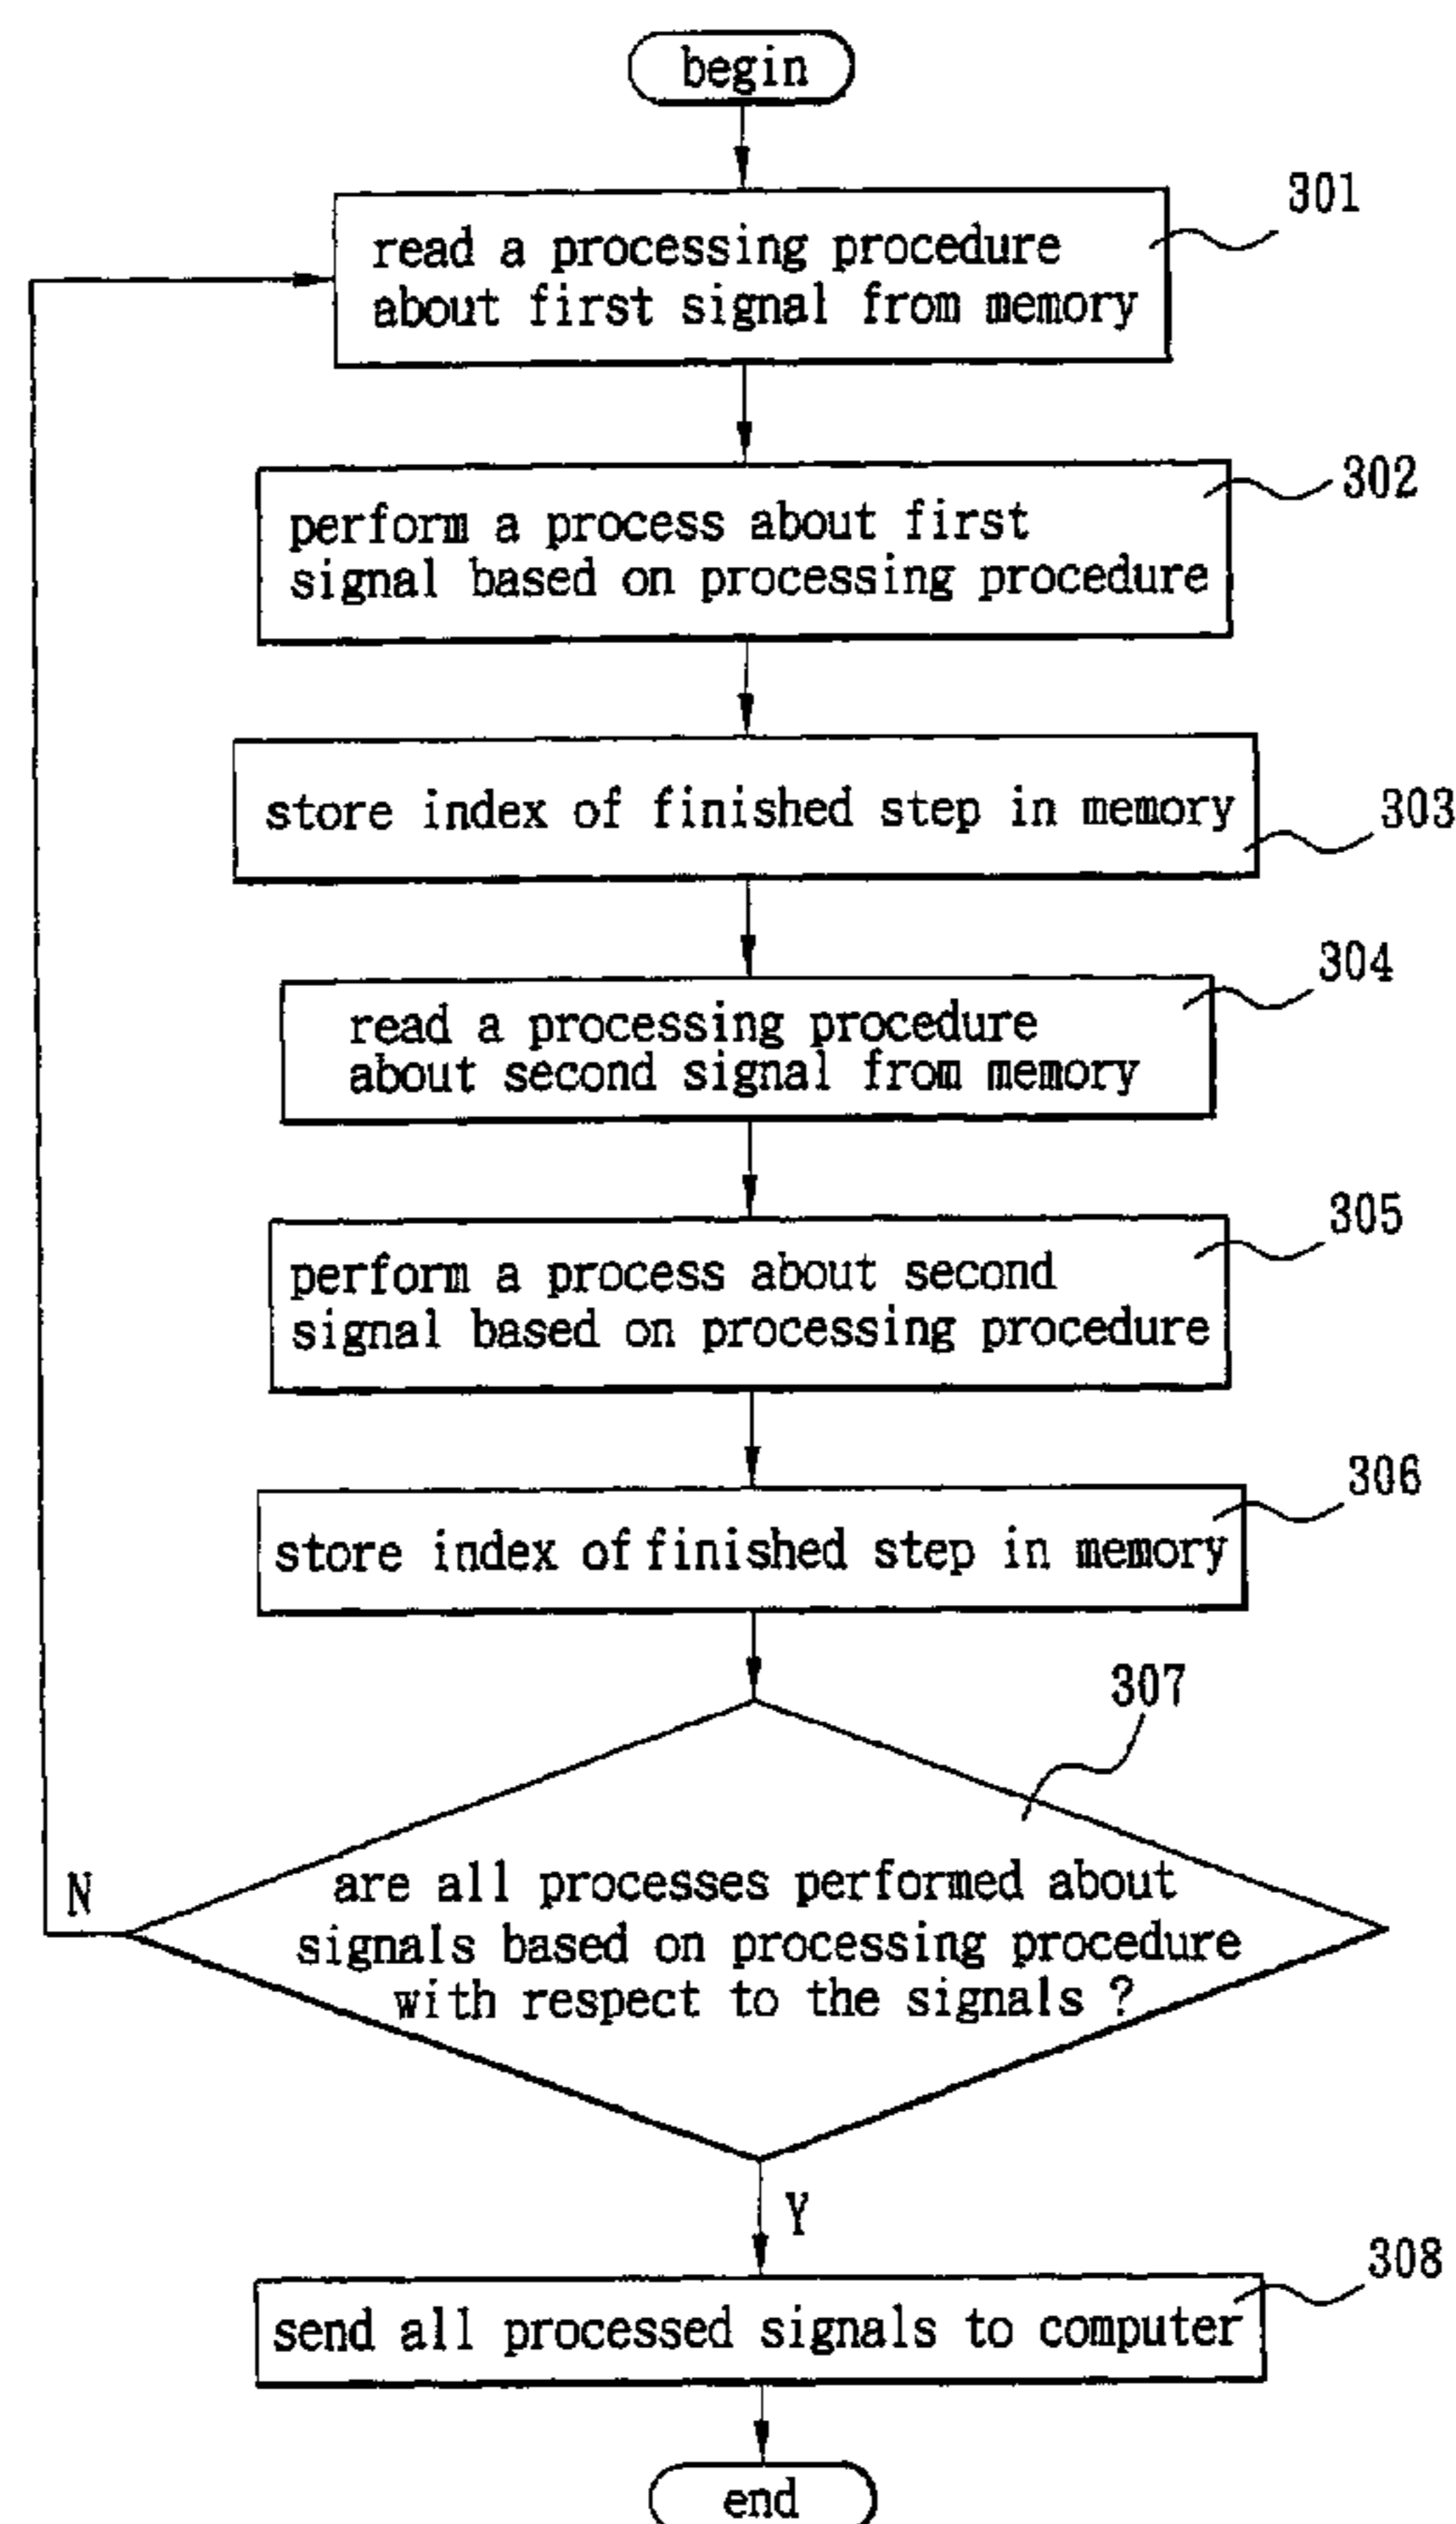 begin
301
read a processing procedure
about first signal from memory
302
perform a process about first
signal based on processing procedure
store index of finished step in memory
303
304
read a processing procedure
about second signal from memory
305
perform a process about second
signal based on processing procedure
306
store index of finished step in memory
307
are all processes performed about
signals based on processing procedure
with respect to the signals ?
N
Y
308
send all processed signals to computer
end